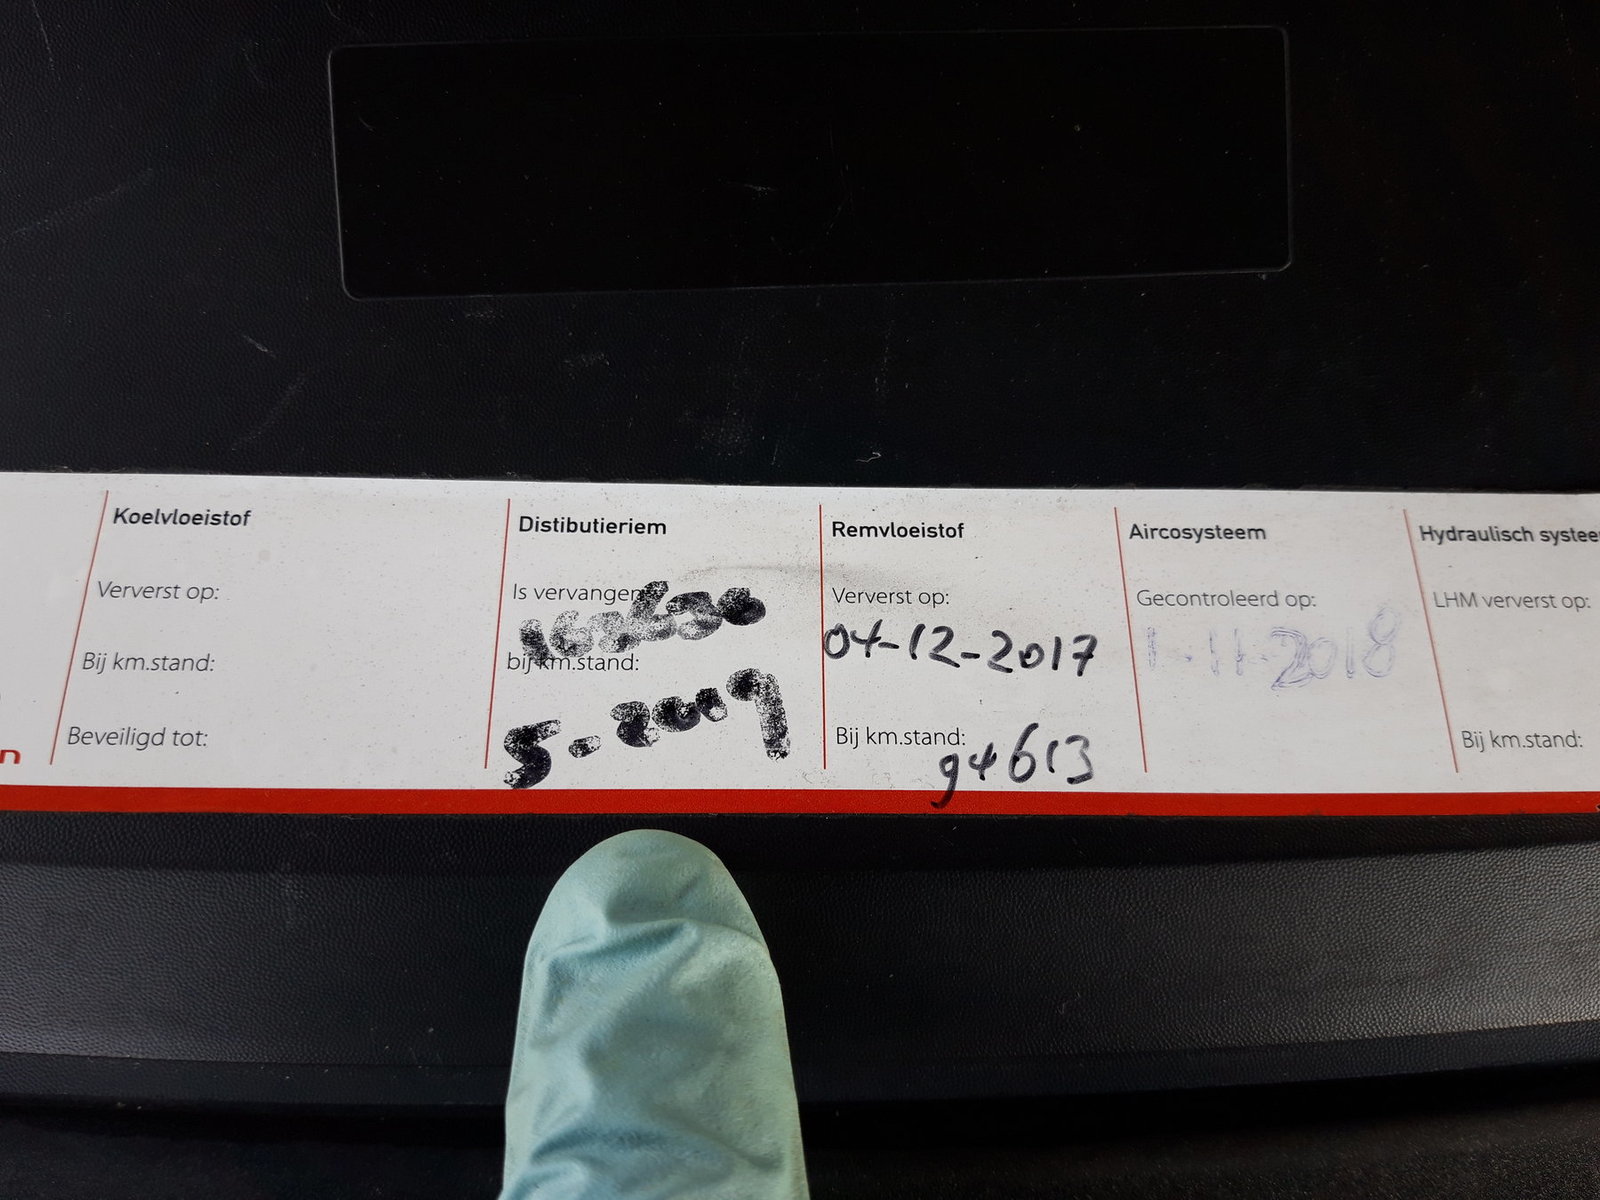 Koelvloeistof
Ververst op:
Bij km.stand:
Beveiligd tot:
Distibutieriem
Is vervangen
bij km.stand:
5-2019
Remvloeistof
Ververst op:
04-12-2017
Bij km.stand:
94613
Aircosysteem
Gecontroleerd op:
1-11-2018
Hydraulisch systee
LHM ververst op:
Bij km.stand: